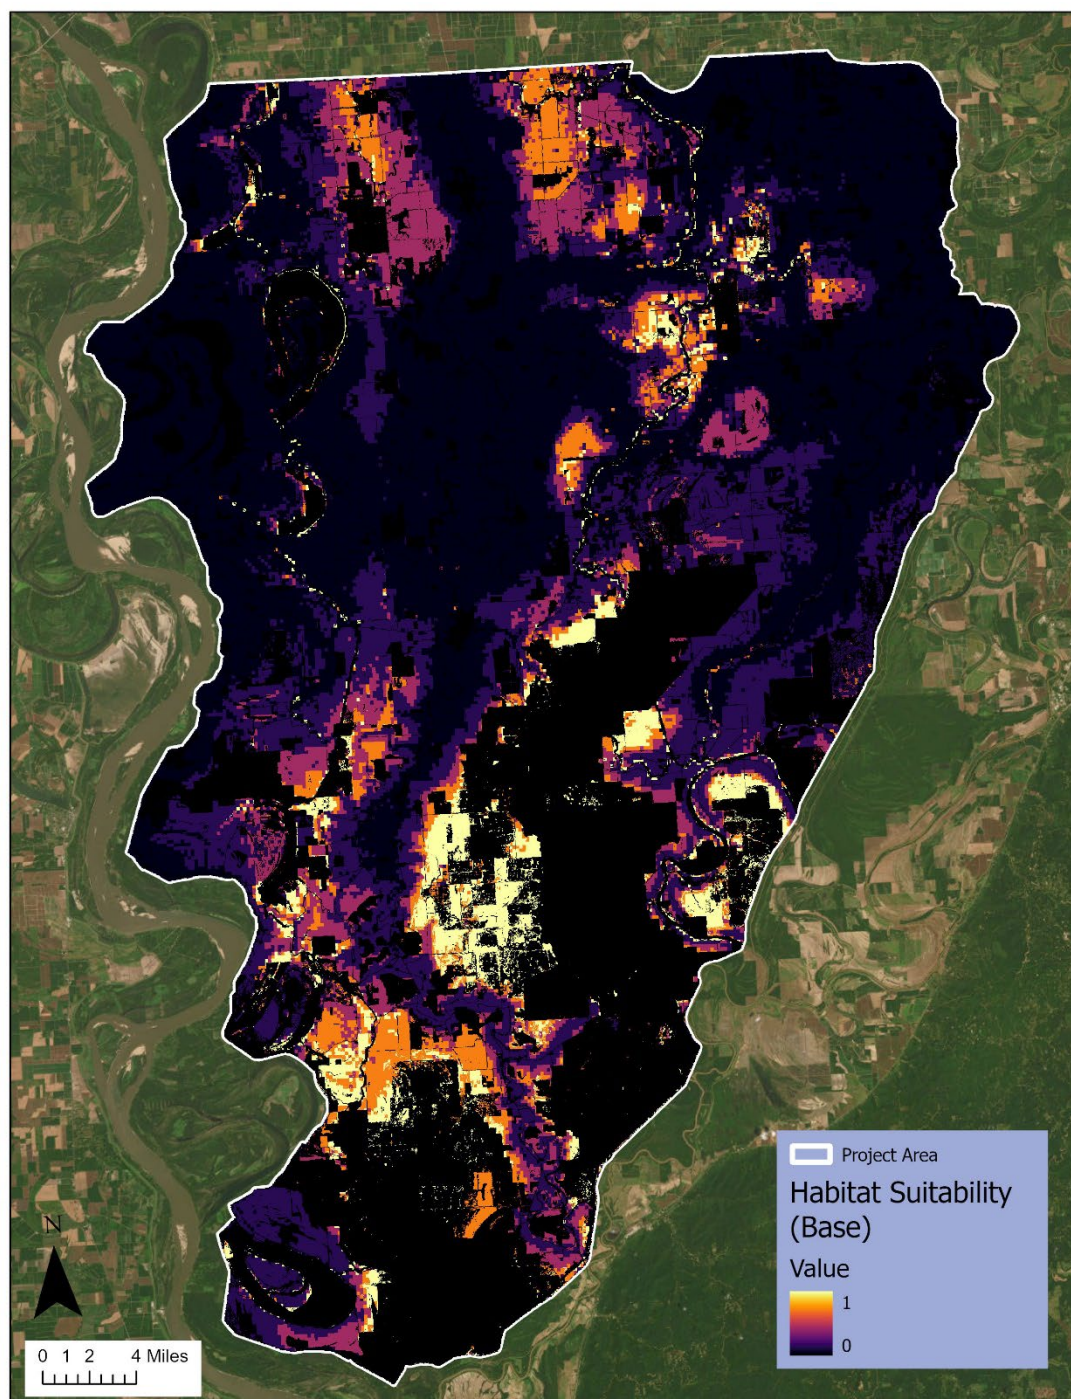 N
0 1 2 4 Miles
Project Area
Habitat Suitability
(Base)
Value
1
0